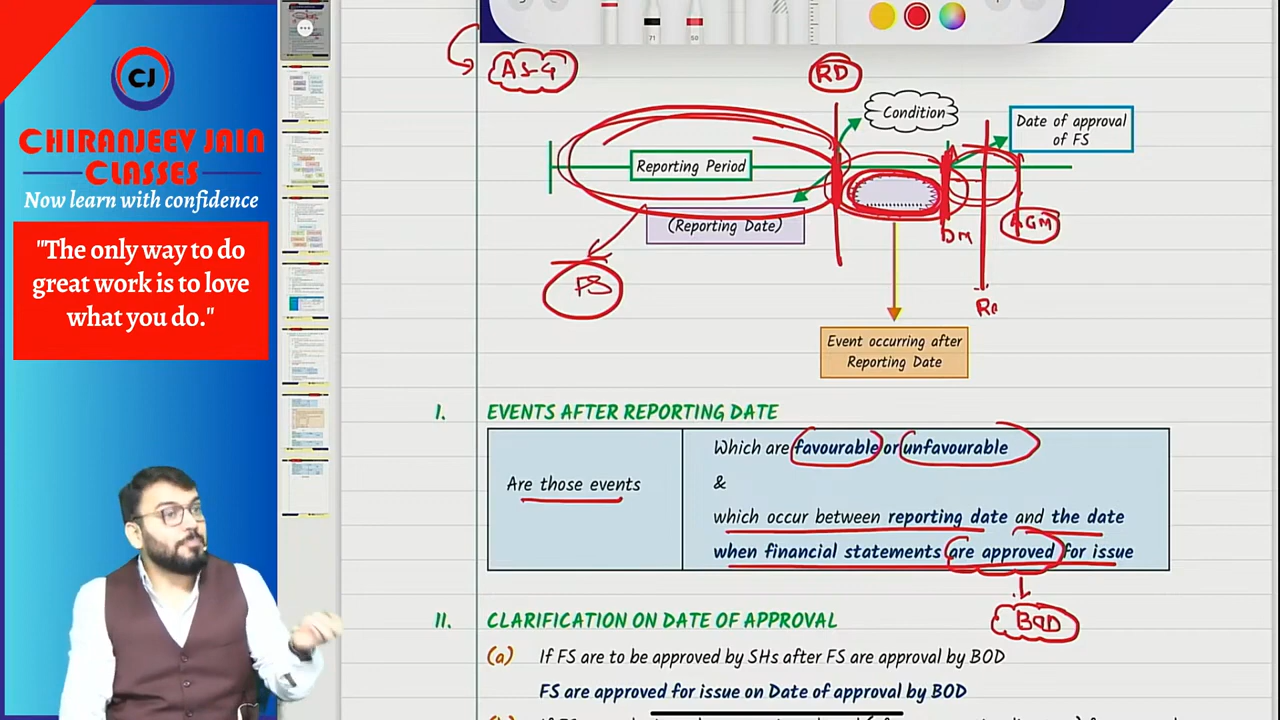 CJ
CHIRANJEEV JAIN
CLASSES
Now learn with confidence
"The only way to do
great work is to love
what you do."
71
50
AS-4
RD
Condition
Date of approval
of FS
Reporting Period
(Reporting Date)
BM
AGM
FS
Event occurring after
Reporting Date
I. EVENTS AFTER REPORTING DATE
Are those events
Which are favourable or unfavourable
&
which occur between reporting date and the date
when financial statements are approved for issue
BOD
II. CLARIFICATION ON DATE OF APPROVAL
(a) If FS are to be approved by SHs after FS are approval by BOD
FS are approved for issue on Date of approval by BOD